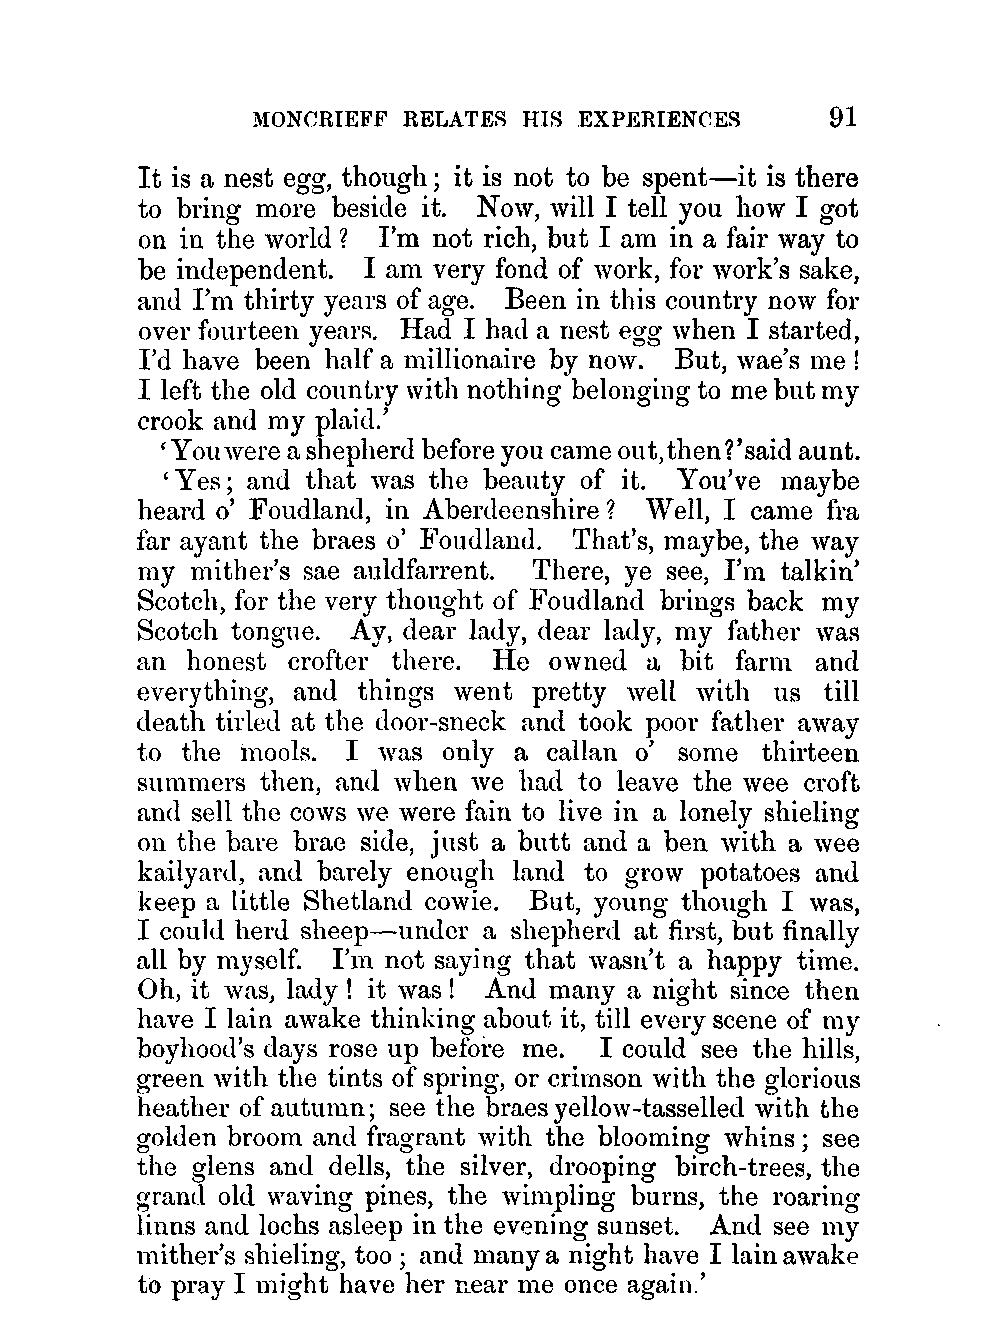 MONCRIEFF RELATES HIS EXPERIENCES 91
It is a nest egg, though; it is not to be spent—it is there
to bring more beside it. Now, will I tell you how I got
on in the world? I'm not rich, but I am in a fair way to
be independent. I am very fond of work, for work's sake,
and I'm thirty years of age. Been in this country now for
over fourteen years. Had I had a nest egg when I started,
I'd have been half a millionaire by now. But, wae's me!
I left the old country with nothing belonging to me but my
crook and my plaid.'
'You were a shepherd before you came out, then?' said aunt.
'Yes; and that was the beauty of it. You've maybe
heard o' Foudland, in Aberdeenshire? Well, I came fra
far ayant the braes o' Foudland. That's, maybe, the way
my mither's sae auldfarrent. There, ye see, I'm talkin'
Scotch, for the very thought of Foudland brings back my
Scotch tongue. Ay, dear lady, dear lady, my father was
an honest crofter there. He owned a bit farm and
everything, and things went pretty well with us till
death tirled at the door-sneck and took poor father away
to the mools. I was only a callan o' some thirteen
summers then, and when we had to leave the wee croft
and sell the cows we were fain to live in a lonely shieling
on the bare brae side, just a butt and a ben with a wee
kailyard, and barely enough land to grow potatoes and
keep a little Shetland cowie. But, young though I was,
I could herd sheep—under a shepherd at first, but finally
all by myself. I'm not saying that wasn't a happy time.
Oh, it was, lady! it was! And many a night since then
have I lain awake thinking about it, till every scene of my
boyhood's days rose up before me. I could see the hills,
green with the tints of spring, or crimson with the glorious
heather of autumn; see the braes yellow-tasselled with the
golden broom and fragrant with the blooming whins; see
the glens and dells, the silver, drooping birch-trees, the
grand old waving pines, the wimpling burns, the roaring
linns and lochs asleep in the evening sunset. And see my
mither's shieling, too; and many a night have I lain awake
to pray I might have her near me once again.'